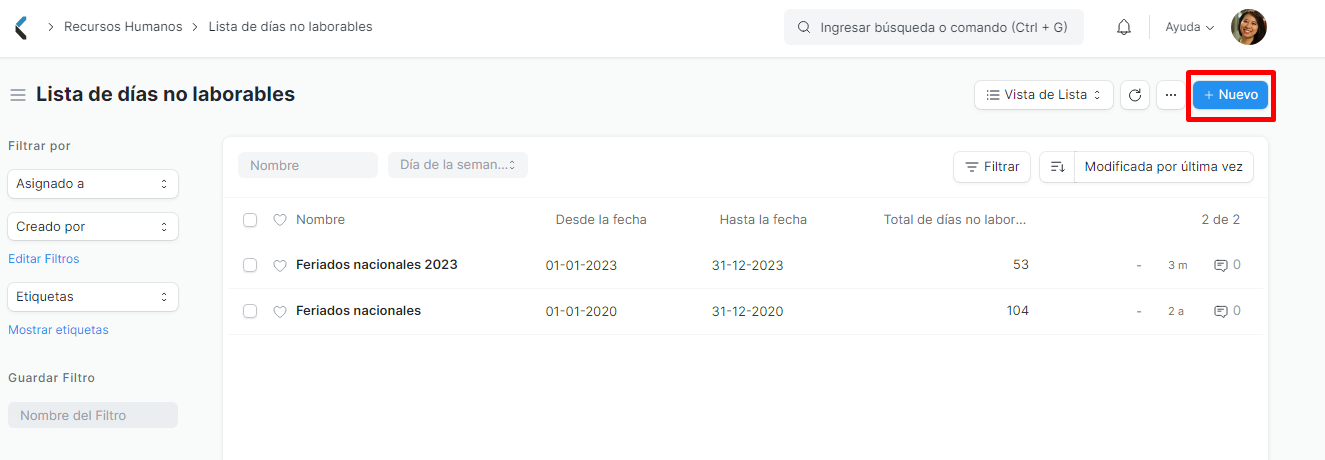 Recursos Humanos
Lista de días no laborables
Ingresar búsqueda o comando (Ctrl + G)
Ayuda
Lista de días no laborables
Vista de Lista
...
+ Nuevo
Filtrar por
Asignado a
Creado por
Editar Filtros
Etiquetas
Mostrar etiquetas
Guardar Filtro
Nombre del Filtro
Nombre
Día de la seman...
Filtrar
Modificada por última vez
Nombre Desde la fecha Hasta la fecha Total de días no labor... 2 de 2
Feriados nacionales 2023 01-01-2023 31-12-2023 53 - 3 m 0
Feriados nacionales 01-01-2020 31-12-2020 104 - 2 a 0